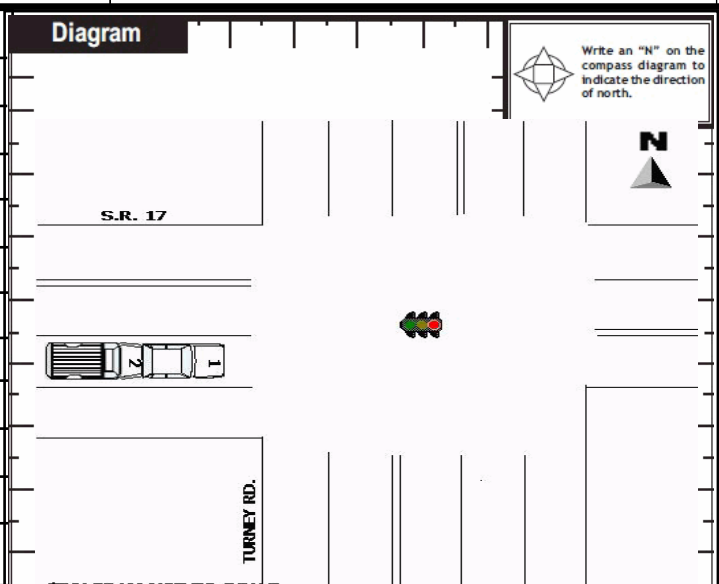 Diagram
Write an “N” on the
compass diagram to
indicate the direction
of north.
N
S.R. 17
2
1
TURNEY RD.